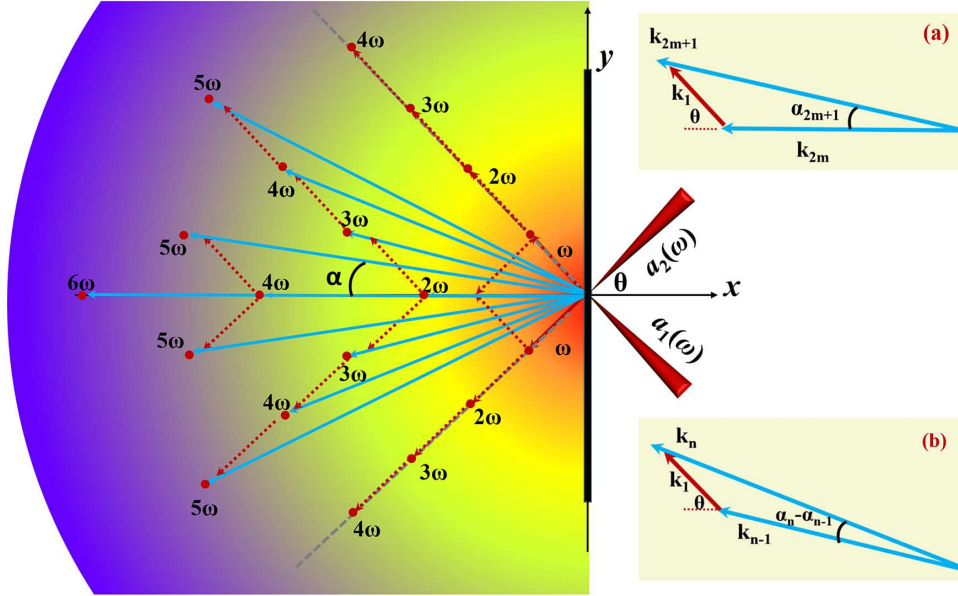 4ω
y
5ω
3ω
4ω
2ω
3ω
ω
5ω
6ω
4ω
α
2ω
θ
x
a₂(ω)
a₁(ω)
5ω
3ω
ω
4ω
2ω
5ω
3ω
4ω
(a)
k₂ₘ₊₁
k₁
θ
α₂ₘ₊₁
k₂ₘ
(b)
kₙ
k₁
θ
αₙ-αₙ₋₁
kₙ₋₁